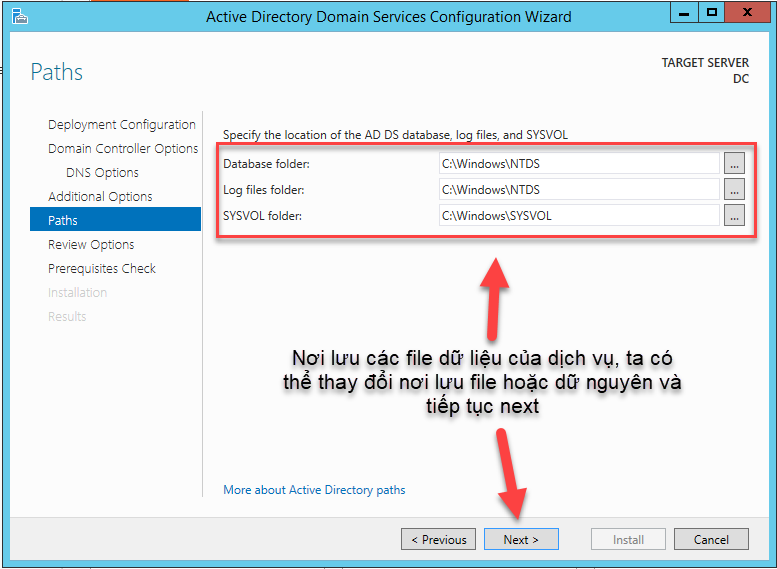 Active Directory Domain Services Configuration Wizard
Paths
TARGET SERVER
DC
Deployment Configuration
Domain Controller Options
DNS Options
Additional Options
Paths
Review Options
Prerequisites Check
Installation
Results
Specify the location of the AD DS database, log files, and SYSVOL
Database folder: C:\Windows\NTDS ...
Log files folder: C:\Windows\NTDS ...
SYSVOL folder: C:\Windows\SYSVOL ...
Nơi lưu các file dữ liệu của dịch vụ, ta có
thể thay đổi nơi lưu file hoặc dữ nguyên và
tiếp tục next
More about Active Directory paths
< Previous Next > Install Cancel